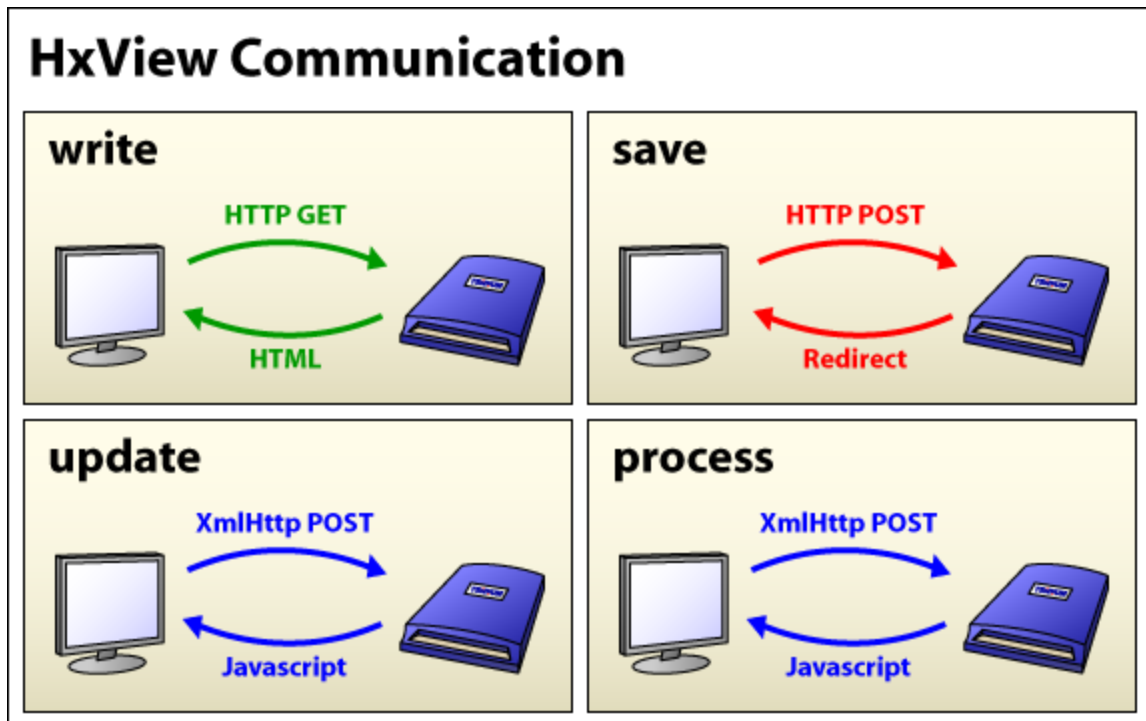 HxView Communication
write
HTTP GET
HTML
save
HTTP POST
Redirect
update
XmlHttp POST
Javascript
process
XmlHttp POST
Javascript